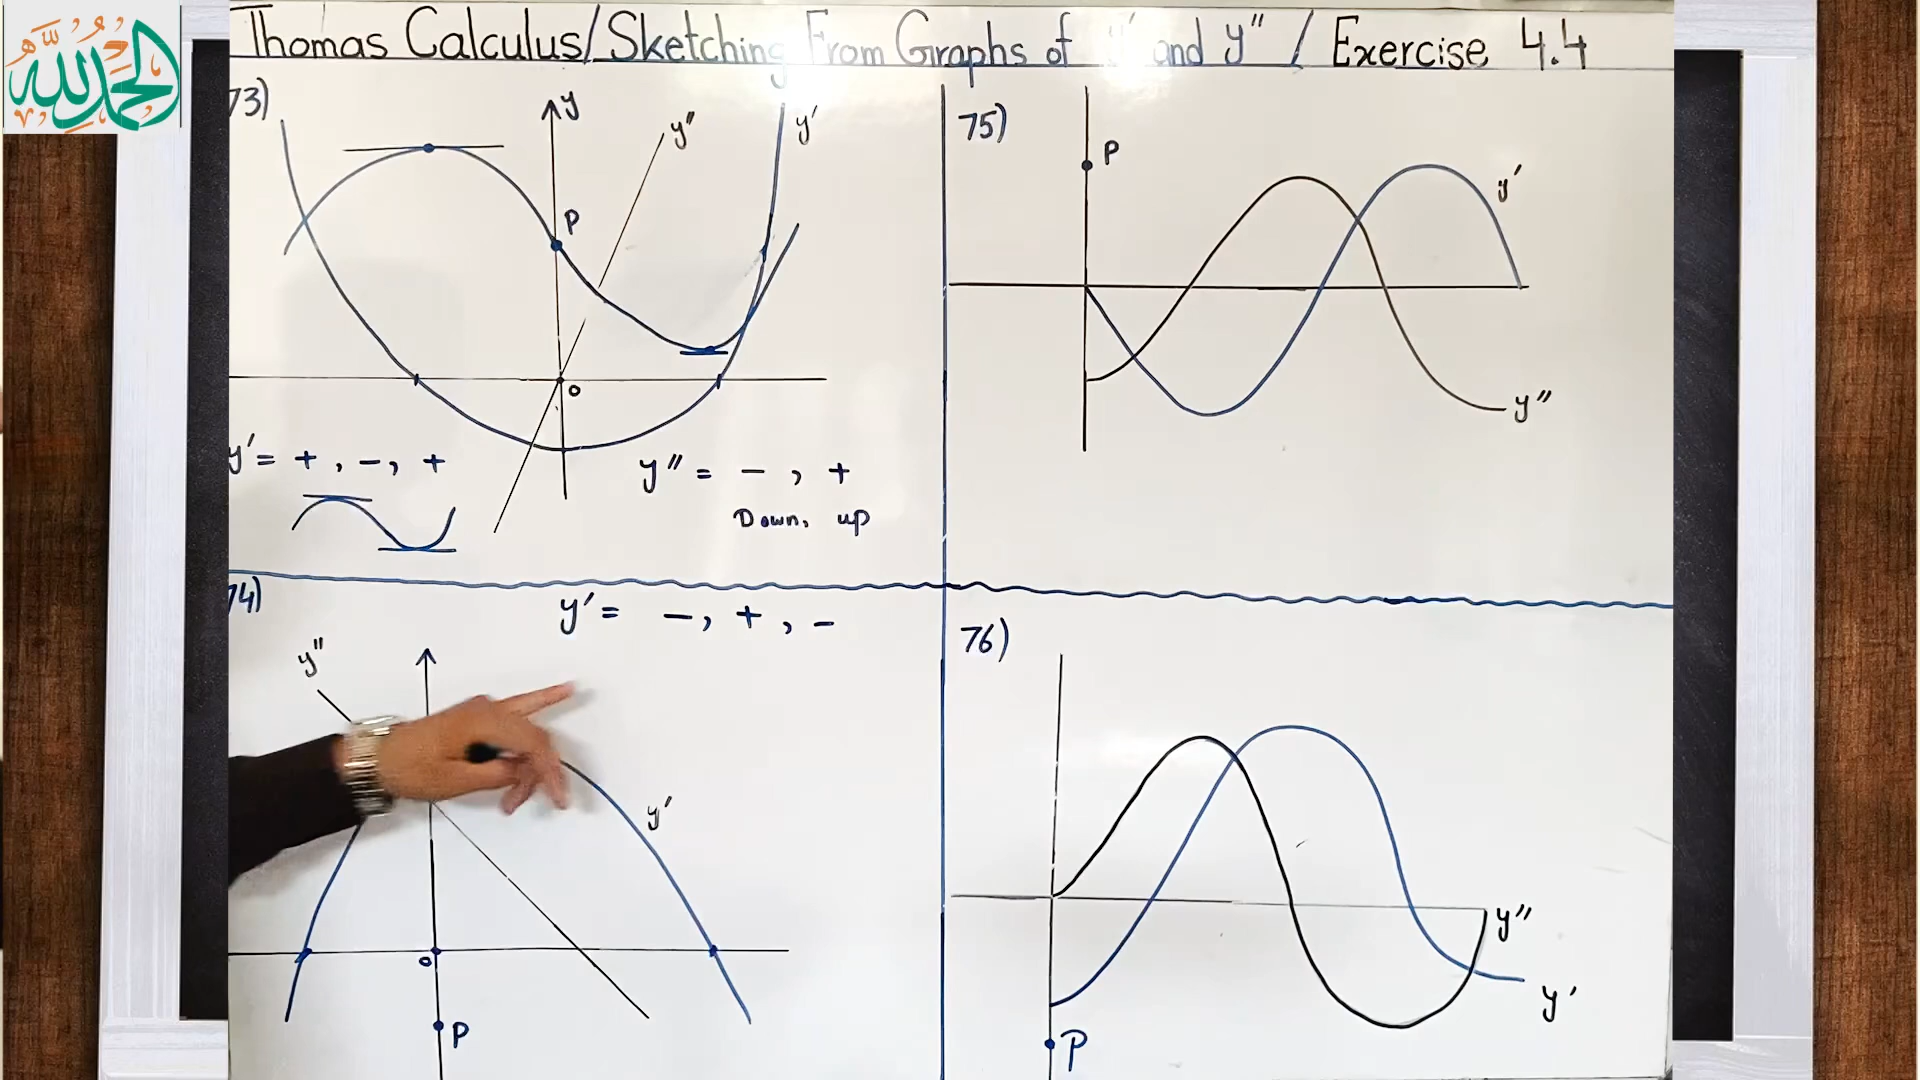 الحمد لله
Thomas Calculus/Sketching From Graphs of y' and y" / Exercise 4.4
73)
y
y"
y'
P
o
y' = + , - , +
y" = - , +
Down, up
75)
P
y'
y"
74)
y' = - , + , -
y"
y'
o
P
76)
y"
y'
P